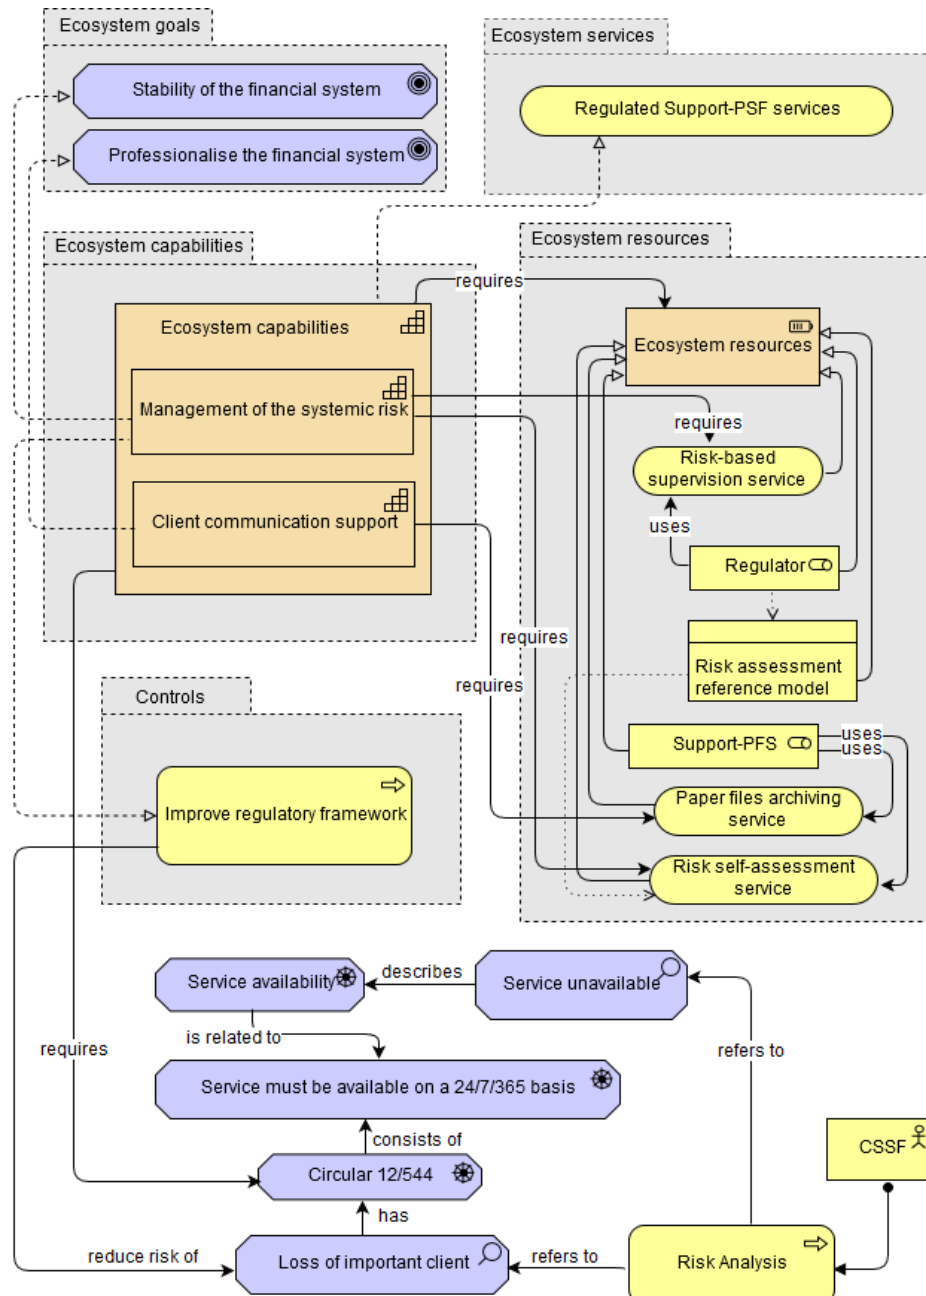 Ecosystem goals
Stability of the financial system
Professionalise the financial system
Ecosystem services
Regulated Support-PSF services
Ecosystem capabilities
Ecosystem capabilities
Management of the systemic risk
Client communication support
Ecosystem resources
requires
Ecosystem resources
requires
Risk-based
supervision service
uses
Regulator
Risk assessment
reference model
requires
requires
Support-PFS
uses
uses
Paper files archiving
service
Risk self-assessment
service
Controls
Improve regulatory framework
Service availability
describes
Service unavailable
is related to
requires
refers to
Service must be available on a 24/7/365 basis
consists of
CSSF
Circular 12/544
has
reduce risk of
Loss of important client
refers to
Risk Analysis